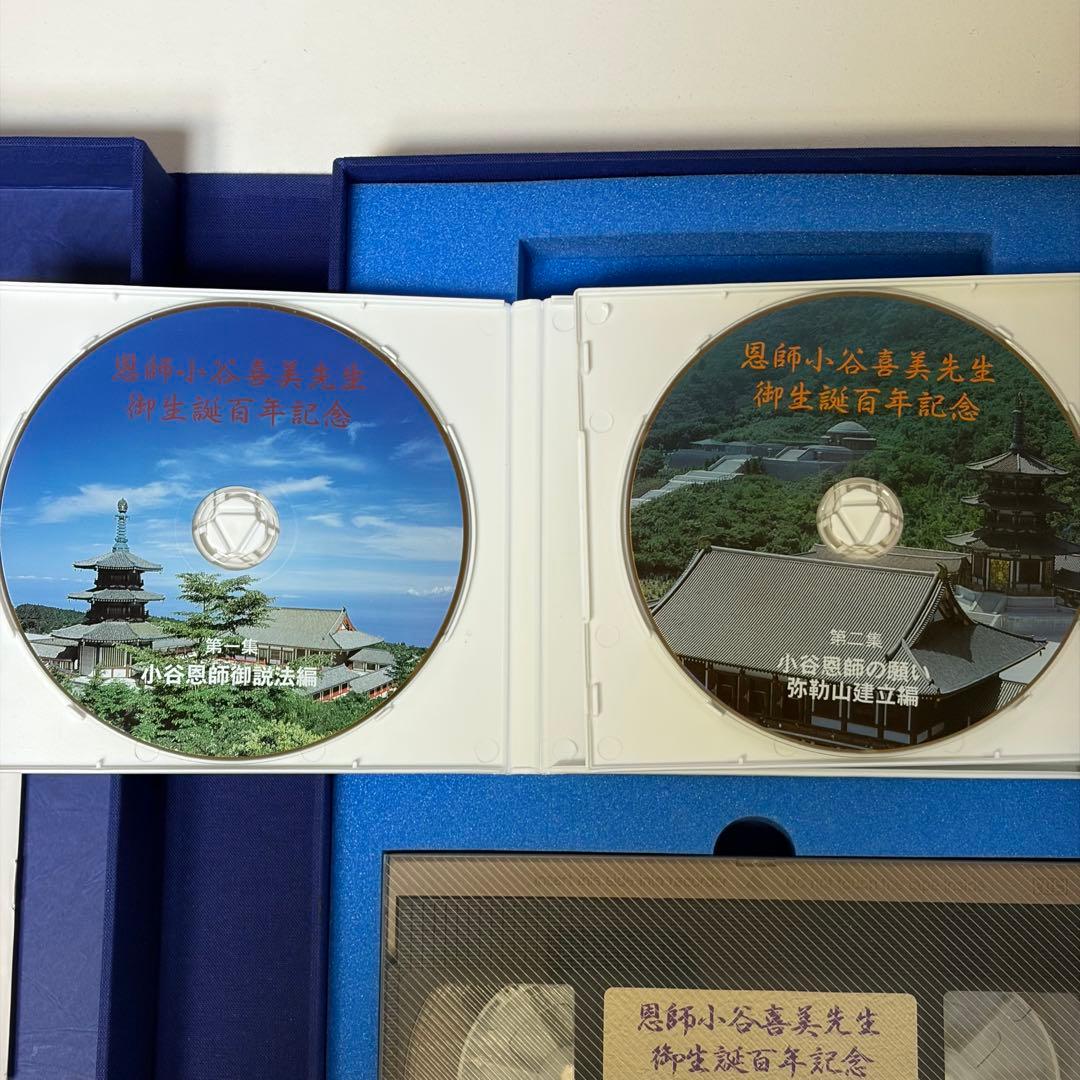 恩師小谷喜美先生
御生誕百年記念
第一集
小谷恩師御説法編
恩師小谷喜美先生
御生誕百年記念
第二集
小谷恩師の願い
弥勒山建立編
恩師小谷喜美先生
御生誕百年記念